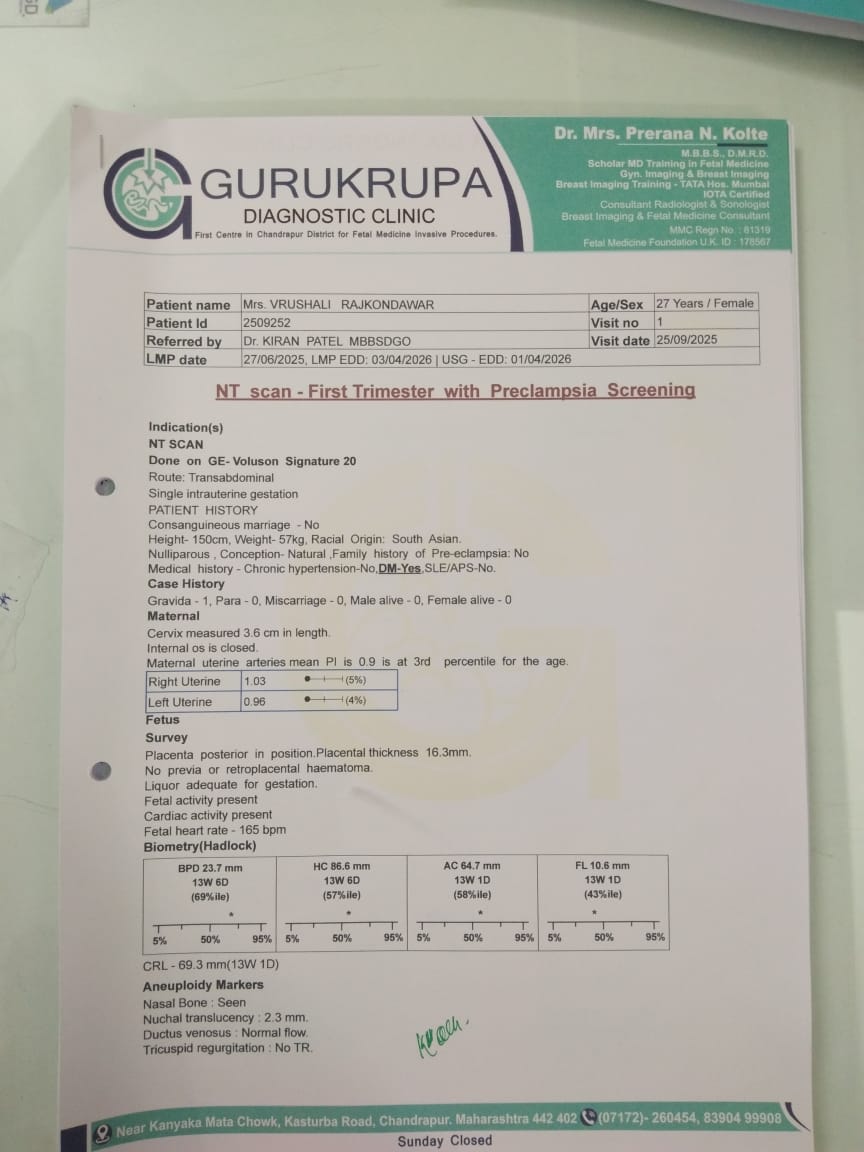 GURUKRUPA
DIAGNOSTIC CLINIC
First Centre in Chandrapur District for Fetal Medicine Invasive Procedures.
Dr. Mrs. Prerana N. Kolte
M.B.B.S., D.M.R.D.
Scholar MD Training in Fetal Medicine
Gyn. Imaging & Breast Imaging
Breast Imaging Training - TATA Hos. Mumbai
IOTA Certified
Consultant Radiologist & Sonologist
Breast Imaging & Fetal Medicine Consultant
MMC Regn No. : 61319
Fetal Medicine Foundation U.K. ID : 178567
Patient name Mrs. VRUSHALI RAJKONDAWAR Age/Sex 27 Years / Female
Patient Id 2509252 Visit no 1
Referred by Dr. KIRAN PATEL MBBSDGO Visit date 25/09/2025
LMP date 27/06/2025, LMP EDD: 03/04/2026 | USG - EDD: 01/04/2026
NT scan - First Trimester with Preclampsia Screening
Indication(s)
NT SCAN
Done on GE- Voluson Signature 20
Route: Transabdominal
Single intrauterine gestation
PATIENT HISTORY
Consanguineous marriage - No
Height- 150cm, Weight- 57kg, Racial Origin: South Asian.
Nulliparous , Conception- Natural ,Family history of Pre-eclampsia: No
Medical history - Chronic hypertension-No,DM-Yes,SLE/APS-No.
Case History
Gravida - 1, Para - 0, Miscarriage - 0, Male alive - 0, Female alive - 0
Maternal
Cervix measured 3.6 cm in length.
Internal os is closed.
Maternal uterine arteries mean PI is 0.9 is at 3rd percentile for the age.
Right Uterine 1.03 (5%)
Left Uterine 0.96 (4%)
Fetus
Survey
Placenta posterior in position.Placental thickness 16.3mm.
No previa or retroplacental haematoma.
Liquor adequate for gestation.
Fetal activity present
Cardiac activity present
Fetal heart rate - 165 bpm
Biometry(Hadlock)
BPD 23.7 mm HC 86.6 mm AC 64.7 mm FL 10.6 mm
13W 6D 13W 6D 13W 1D 13W 1D
(69%ile) (57%ile) (58%ile) (43%ile)
* * * *
5% 50% 95% 5% 50% 95% 5% 50% 95% 5% 50% 95%
CRL - 69.3 mm(13W 1D)
Aneuploidy Markers
Nasal Bone : Seen
Nuchal translucency : 2.3 mm.
Ductus venosus : Normal flow.
Tricuspid regurgitation : No TR.
Near Kanyaka Mata Chowk, Kasturba Road, Chandrapur. Maharashtra 442 402 (07172)- 260454, 83904 99908
Sunday Closed